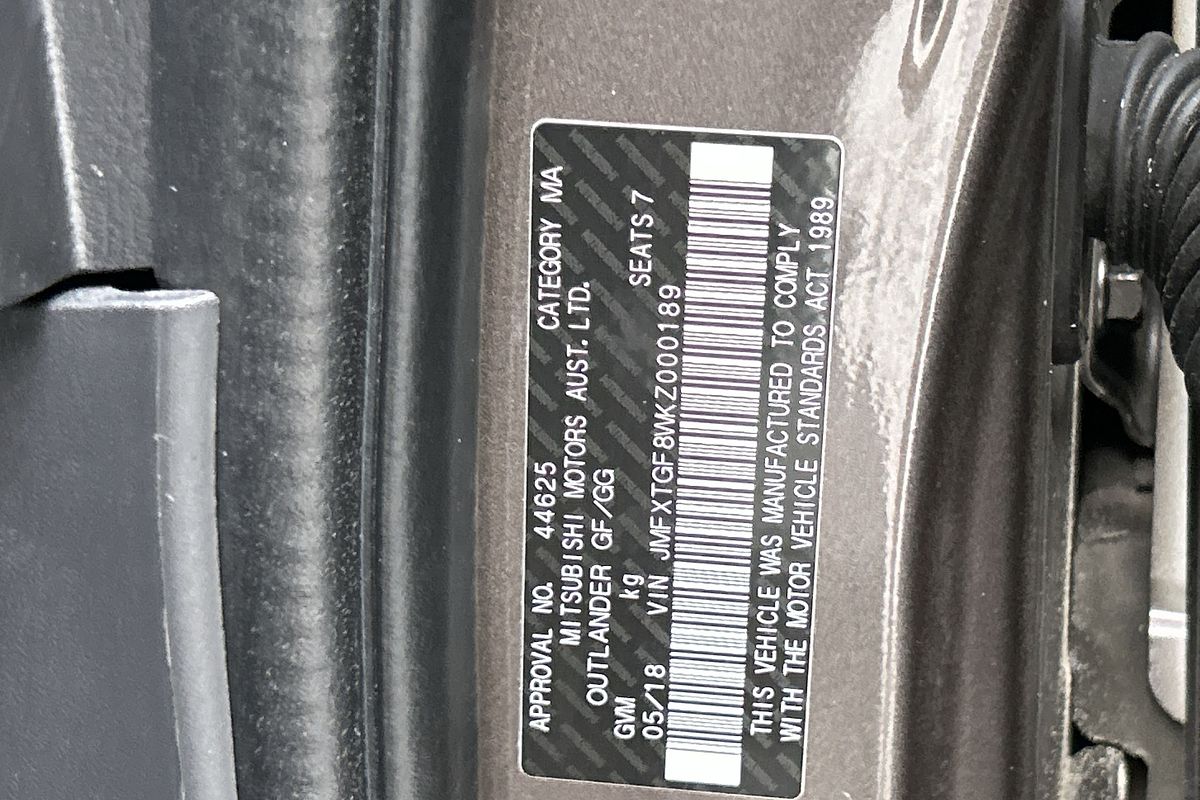 APPROVAL NO. 44625 CATEGORY MA
MITSUBISHI MOTORS AUST.LTD.
OUTLANDER GF/GG
GVM kg SEATS 7
05/18 VIN JMFXTGF8WKZ000189
THIS VEHICLE WAS MANUFACTURED TO COMPLY
WITH THE MOTOR VEHICLE STANDARDS ACT 1989